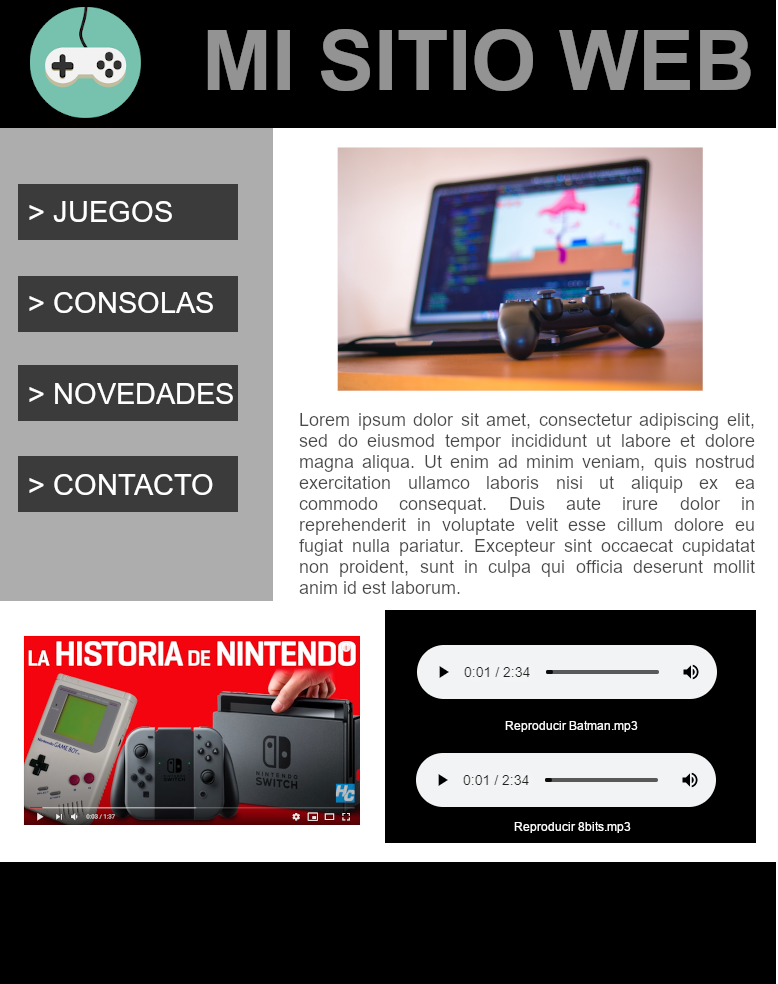 MI SITIO WEB
> JUEGOS
> CONSOLAS
> NOVEDADES
> CONTACTO
Lorem ipsum dolor sit amet, consectetur adipiscing elit,
sed do eiusmod tempor incididunt ut labore et dolore
magna aliqua. Ut enim ad minim veniam, quis nostrud
exercitation ullamco laboris nisi ut aliquip ex ea
commodo consequat. Duis aute irure dolor in
reprehenderit in voluptate velit esse cillum dolore eu
fugiat nulla pariatur. Excepteur sint occaecat cupidatat
non proident, sunt in culpa qui officia deserunt mollit
anim id est laborum.
LA HISTORIA DE NINTENDO
Nintendo GAME BOY
NINTENDO
SWITCH
HC
0:03 / 1:37
0:01 / 2:34
Reproducir Batman.mp3
0:01 / 2:34
Reproducir 8bits.mp3